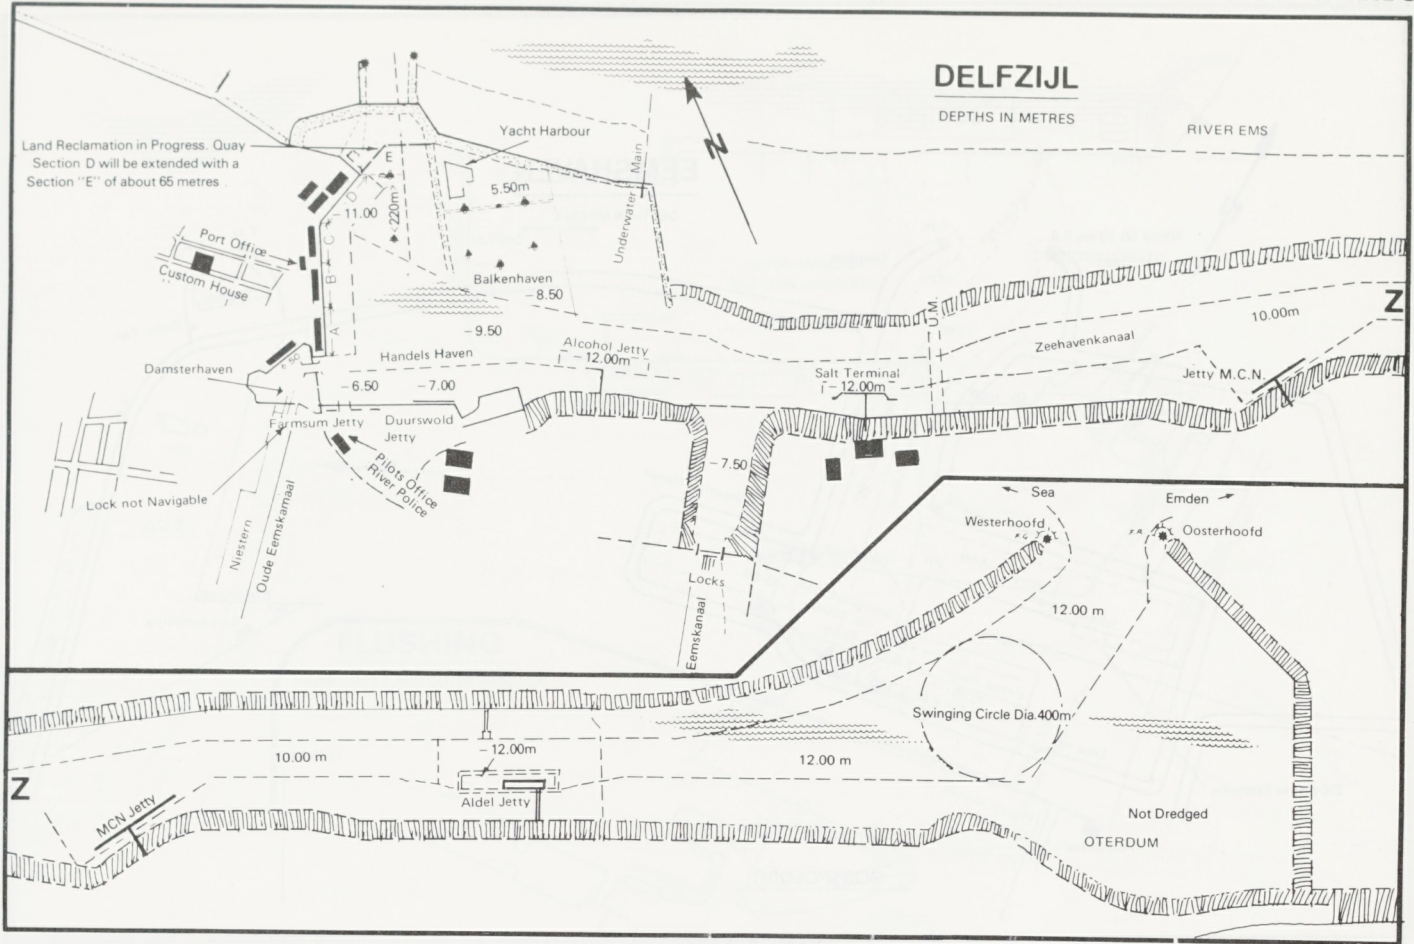 DELFZIJL
DEPTHS IN METRES
RIVER EMS
N
Land Reclamation in Progress. Quay
Section D will be extended with a
Section "E" of about 65 metres
Yacht Harbour
5.50m
Underwater Main
E
D
C
B
A
- 11.00
<220m>
Port Office
Custom House
Balkenhaven
- 8.50
- 9.50
Handels Haven
Alcohol Jetty
- 12.00m
Damsterhaven
- 6.50
- 7.00
Farmsum Jetty
Duurswold
Jetty
Pilots Office
River Police
Lock not Navigable
Niestern
Oude Eemskamaal
Salt Terminal
- 12.00m
U.M.
Zeehavenkanaal
10.00m
Z
Jetty M.C.N.
- 7.50
Locks
Eemskanaal
Sea
Emden
Westerhoofd
F.G.
F.R.
Oosterhoofd
12.00 m
Swinging Circle Dia.400m
10.00 m
- 12.00m
12.00 m
Z
MCN Jetty
Aldel Jetty
Not Dredged
OTERDUM